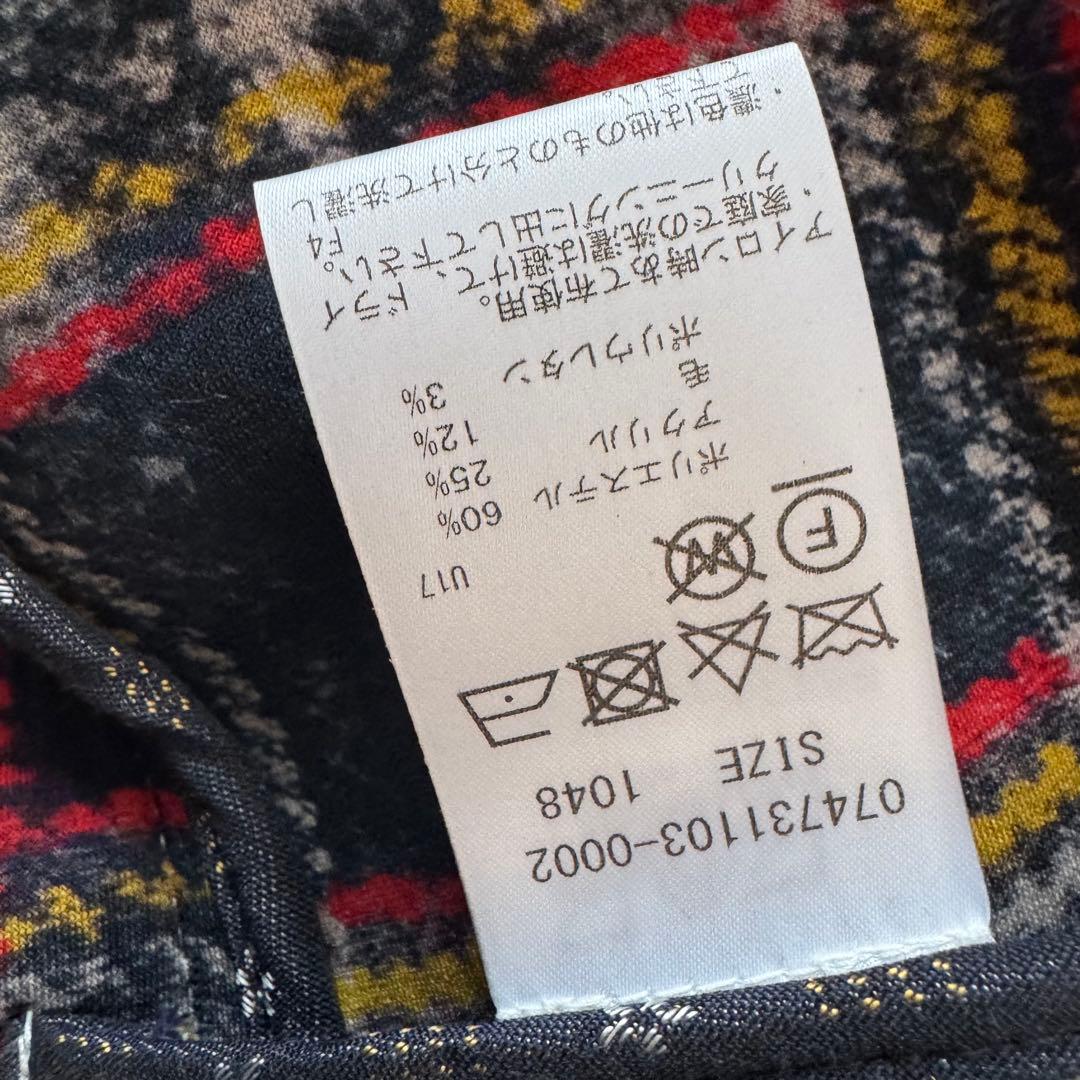 074731103-0002
SIZE 1048
F W
U17
ポリエステル 60%
アクリル 25%
毛 12%
ポリウレタン 3%
アイロン時あて布使用。
・家庭での洗濯は避けて、ドライ
クリーニングに出して下さい。F4
・濃色は他のものと分けて洗濯し
て下さい。